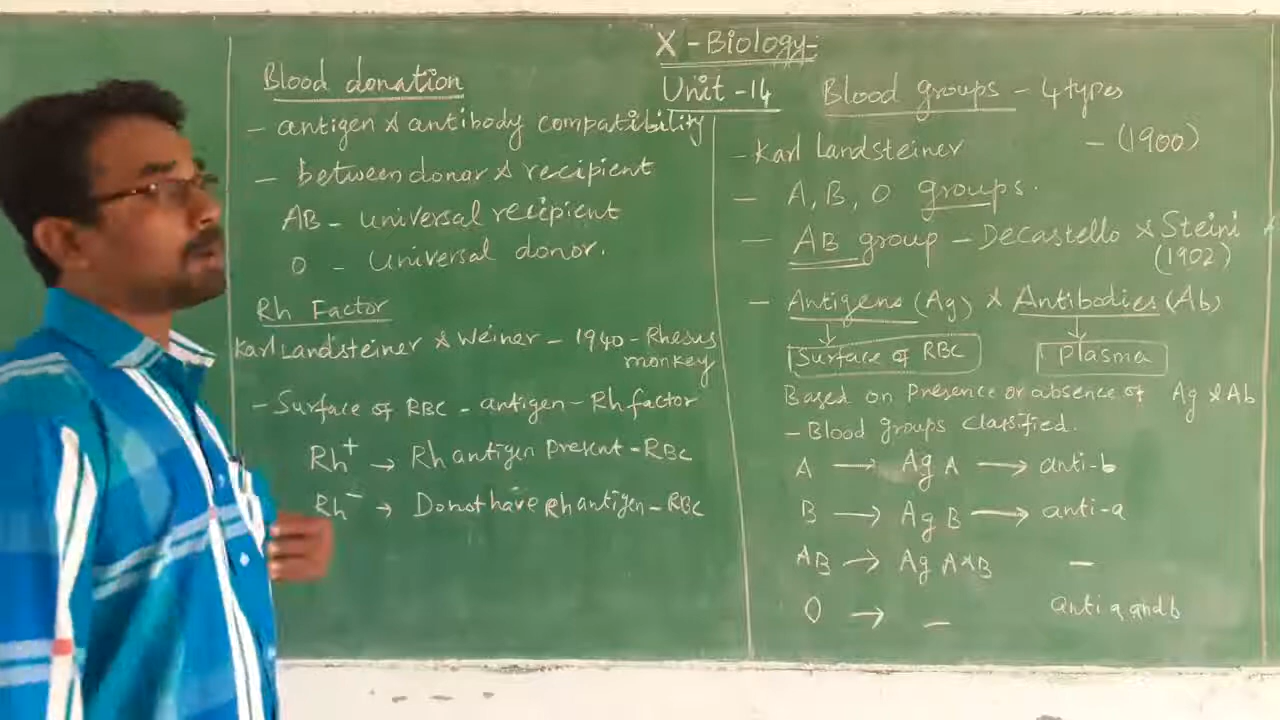 X - Biology
Unit - 14
Blood donation
- antigen & antibody compatibility
- between donar & recipient
AB - universal recipient
O - universal donor.
Rh Factor
Karl Landsteiner & Weiner - 1940 - Rhesus
monkey
- Surface of RBC - antigen - Rh factor
Rh+ → Rh antigen Present - RBC
Rh- → Do not have Rh antigen - RBC
Blood groups - 4 types
- Karl Landsteiner - (1900)
- A, B, O groups.
- AB group - Decastello & Steini
(1902)
- Antigens (Ag) & Antibodies (Ab)
Surface of RBC Plasma
Based on Presence or absence of Ag & Ab
- Blood groups classified.
A → Ag A → anti-b
B → Ag B → anti-a
AB → Ag A & B -
O → - anti a and b